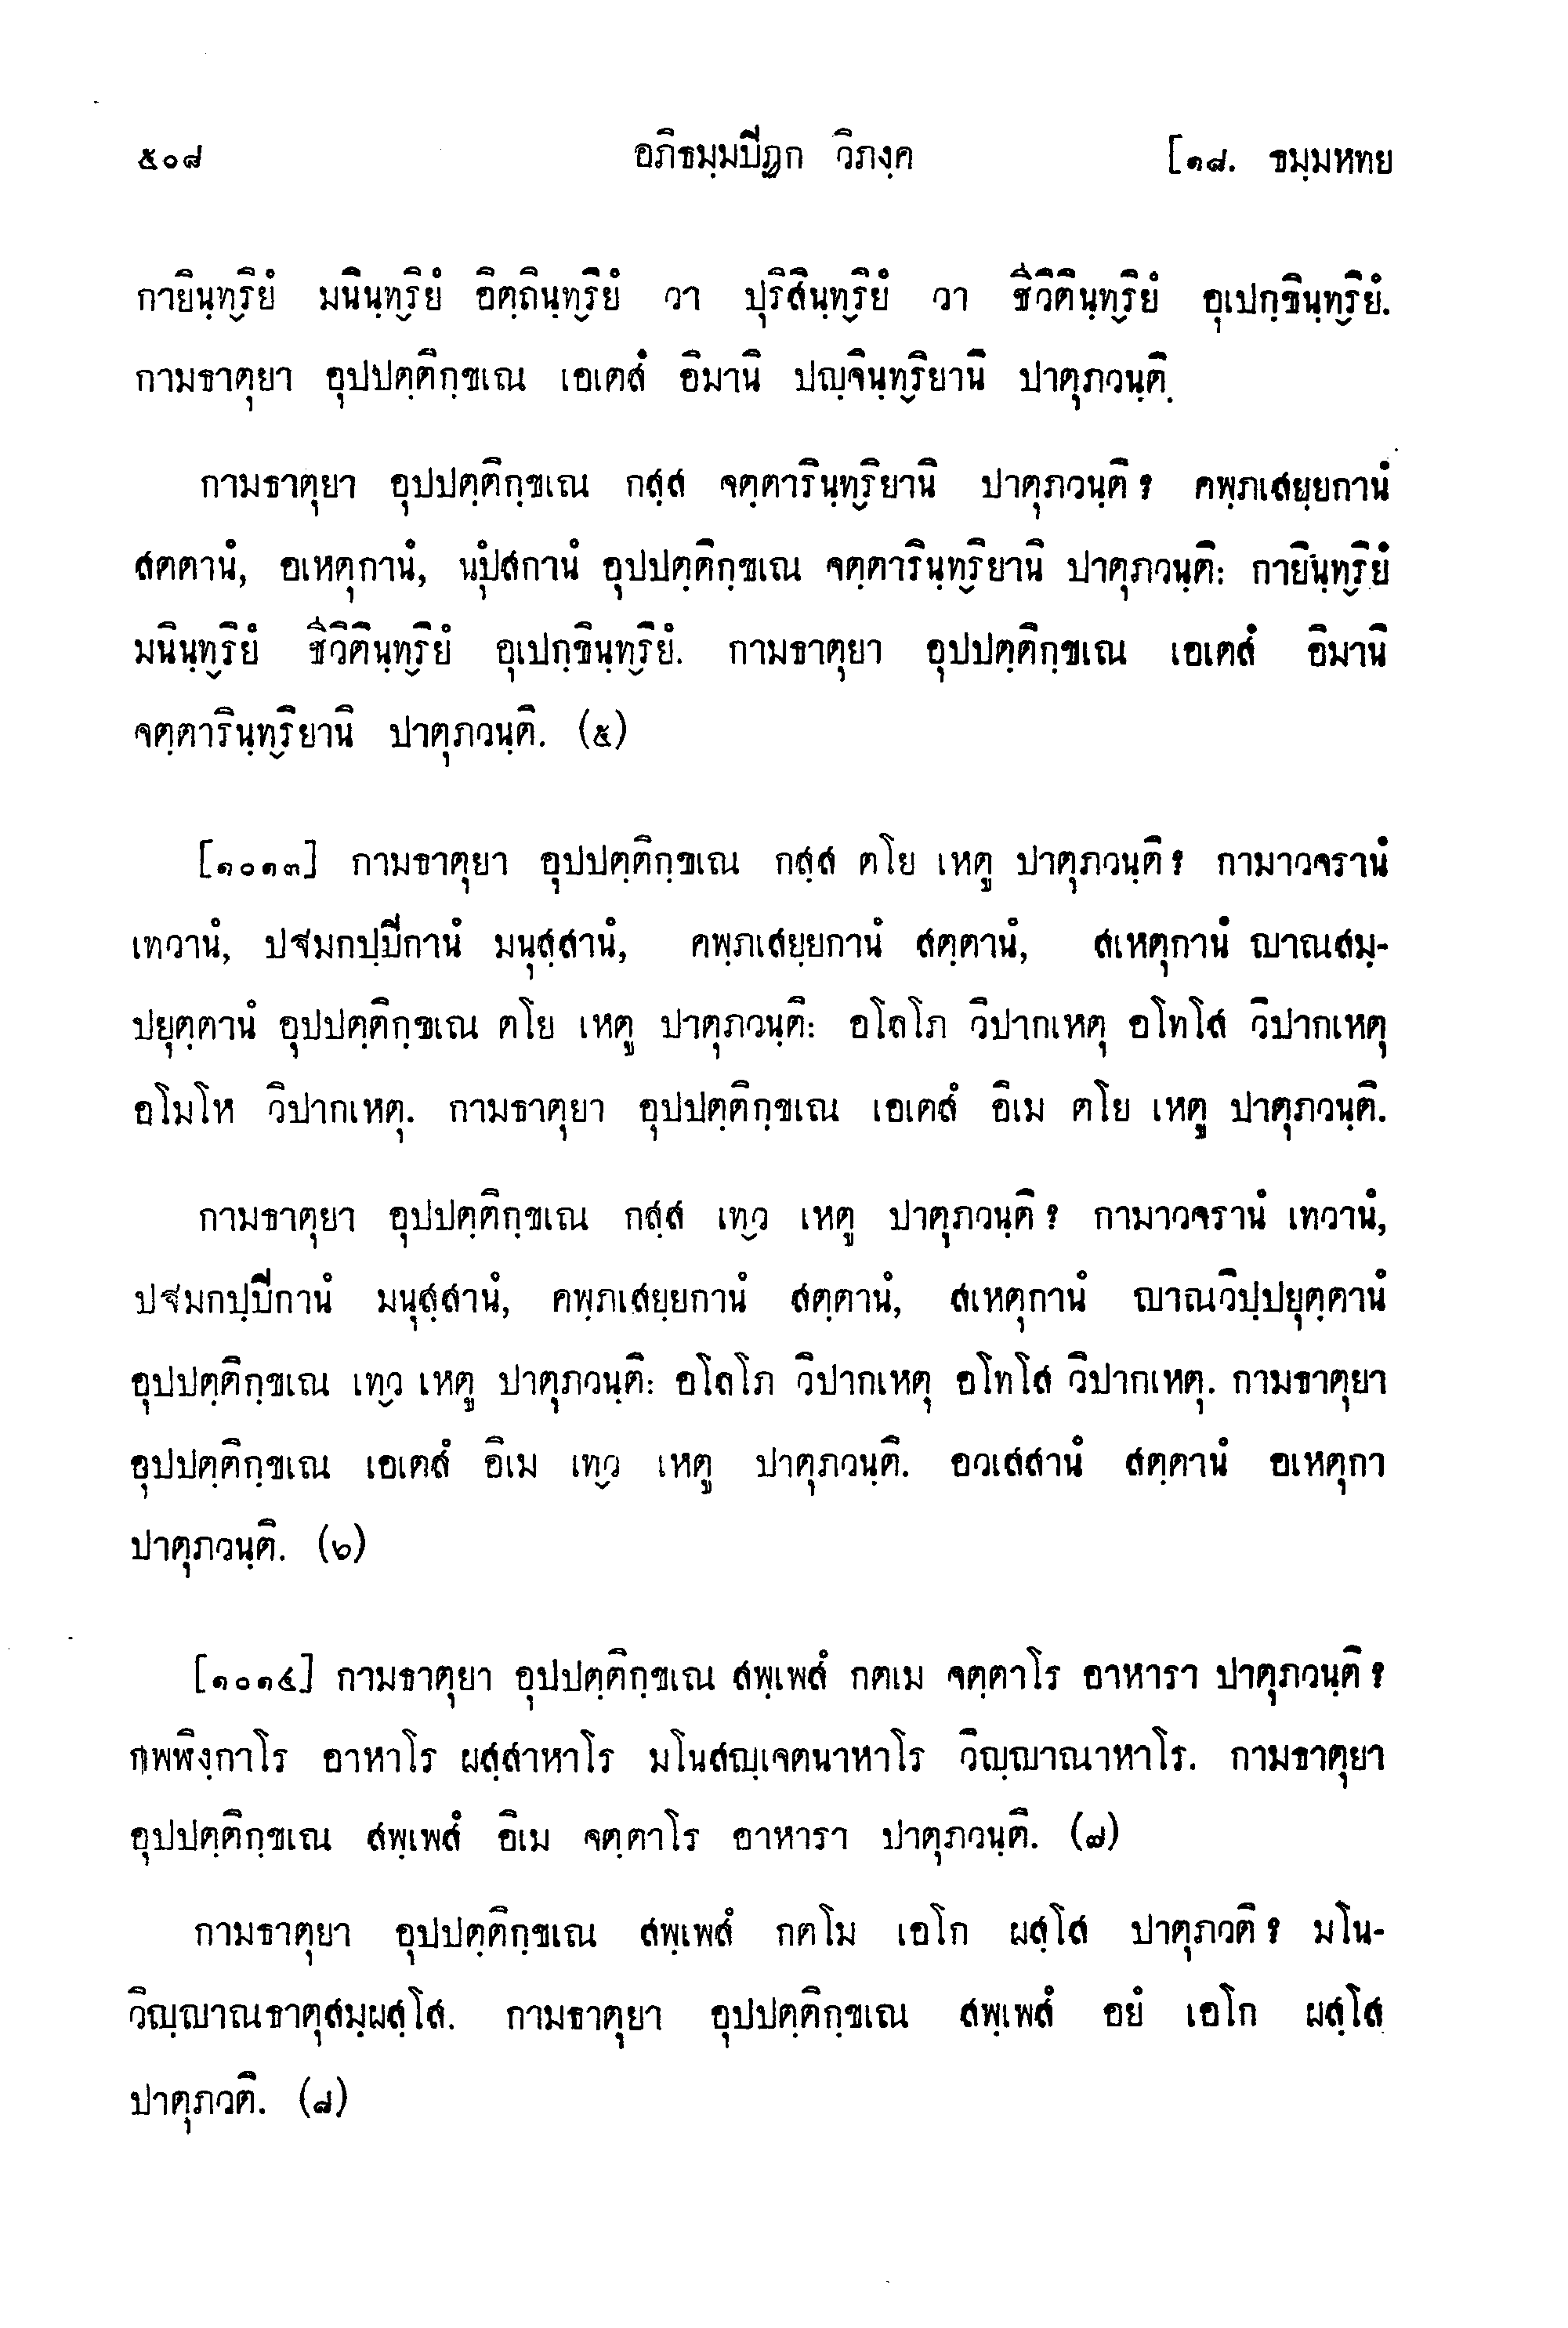 ๕๐๘ อภิธมฺมปิฏก วิภงฺค [๑๘. ธมฺมหทย
กายินฺทฺริยํ มนินฺทฺริยํ อิตฺถินฺทฺริยํ วา ปุริสินฺทฺริยํ วา ชีวิตินฺทฺริยํ อุเปกฺขินฺทฺริยํ.
กามธาตุยา อุปปตฺติกฺขเณ เอเตสํ อิมานิ ปญฺจินฺทฺริยานิ ปาตุภวนฺติ.
กามธาตุยา อุปปตฺติกฺขเณ กสฺส จตฺตารินฺทฺริยานิ ปาตุภวนฺติ? คพฺภเสยฺยกานํ
สตตานํ, อเหตุกานํ, นปุํสกานํ อุปปตฺติกฺขเณ จตฺตารินฺทฺริยานิ ปาตุภวนฺติ: กายินฺทฺริยํ
มนินฺทฺริยํ ชีวิตินฺทฺริยํ อุเปกฺขินฺทฺริยํ. กามธาตุยา อุปปตฺติกฺขเณ เอเตสํ อิมานิ
จตฺตารินฺทฺริยานิ ปาตุภวนฺติ. (๕)
[๑๐๑๓] กามธาตุยา อุปปตฺติกฺขเณ กสฺส ตโย เหตู ปาตุภวนฺติ? กามาวจรานํ
เทวานํ, ปฐมกปฺปิกานํ มนุสฺสานํ, คพฺภเสยฺยกานํ สตฺตานํ, สเหตุกานํ ญาณสมฺ-
ปยุตฺตานํ อุปปตฺติกฺขเณ ตโย เหตู ปาตุภวนฺติ: อโลโภ วิปากเหตุ อโทโส วิปากเหตุ
อโมโห วิปากเหตุ. กามธาตุยา อุปปตฺติกฺขเณ เอเตสํ อิเม ตโย เหตู ปาตุภวนฺติ.
กามธาตุยา อุปปตฺติกฺขเณ กสฺส เทฺว เหตู ปาตุภวนฺติ? กามาวจรานํ เทวานํ,
ปฐมกปฺปิกานํ มนุสฺสานํ, คพฺภเสยฺยกานํ สตฺตานํ, สเหตุกานํ ญาณวิปฺปยุตฺตานํ
อุปปตฺติกฺขเณ เทฺว เหตู ปาตุภวนฺติ: อโลโภ วิปากเหตุ อโทโส วิปากเหตุ. กามธาตุยา
อุปปตฺติกฺขเณ เอเตสํ อิเม เทฺว เหตู ปาตุภวนฺติ. อวเสสานํ สตฺตานํ อเหตุกา
ปาตุภวนฺติ. (๖)
[๑๐๑๔] กามธาตุยา อุปปตฺติกฺขเณ สพฺเพสํ กตเม จตฺตาโร อาหารา ปาตุภวนฺติ?
กพพิงฺกาโร อาหาโร ผสฺสาหาโร มโนสญฺเจตนาหาโร วิญฺญาณาหาโร. กามธาตุยา
อุปปตฺติกฺขเณ สพฺเพสํ อิเม จตฺตาโร อาหารา ปาตุภวนฺติ. (๗)
กามธาตุยา อุปปตฺติกฺขเณ สพฺเพสํ กตโม เอโก ผสฺโส ปาตุภวติ? มโน-
วิญฺญาณธาตุสมฺผสฺโส. กามธาตุยา อุปปตฺติกฺขเณ สพฺเพสํ อยํ เอโก ผสฺโส
ปาตุภวติ. (๘)